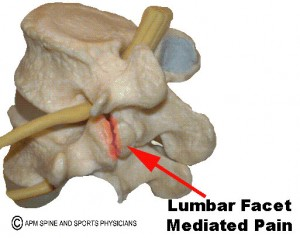 Lumbar Facet
Mediated Pain
© APM SPINE AND SPORTS PHYSICIANS